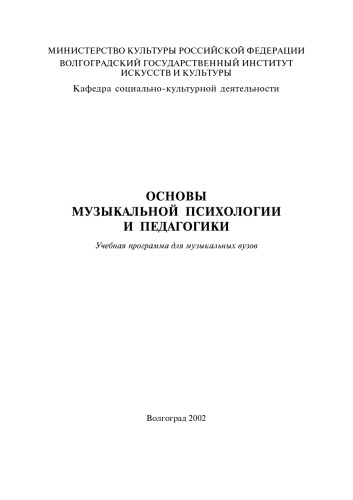 МИНИСТЕРСТВО КУЛЬТУРЫ РОССИЙСКОЙ ФЕДЕРАЦИИ
ВОЛГОГРАДСКИЙ ГОСУДАРСТВЕННЫЙ ИНСТИТУТ
ИСКУССТВ И КУЛЬТУРЫ
Кафедра социально-культурной деятельности
ОСНОВЫ
МУЗЫКАЛЬНОЙ ПСИХОЛОГИИ
И ПЕДАГОГИКИ
Учебная программа для музыкальных вузов
Волгоград 2002